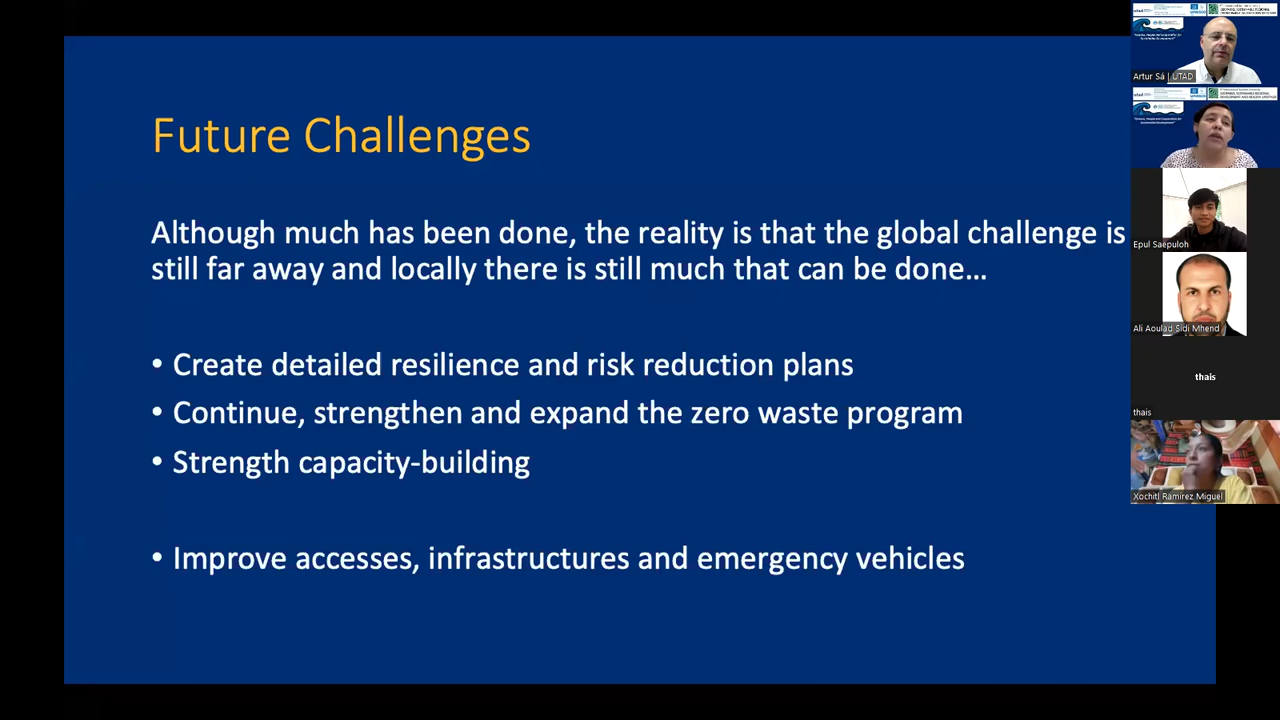 Future Challenges
Although much has been done, the reality is that the global challenge is
still far away and locally there is still much that can be done…
• Create detailed resilience and risk reduction plans
• Continue, strengthen and expand the zero waste program
• Strength capacity-building
• Improve accesses, infrastructures and emergency vehicles
Artur Sá | UTAD
Epul Saepuloh
Ali Aoulad Sidi Mhend
thais
thais
Xochitl Ramirez Miguel